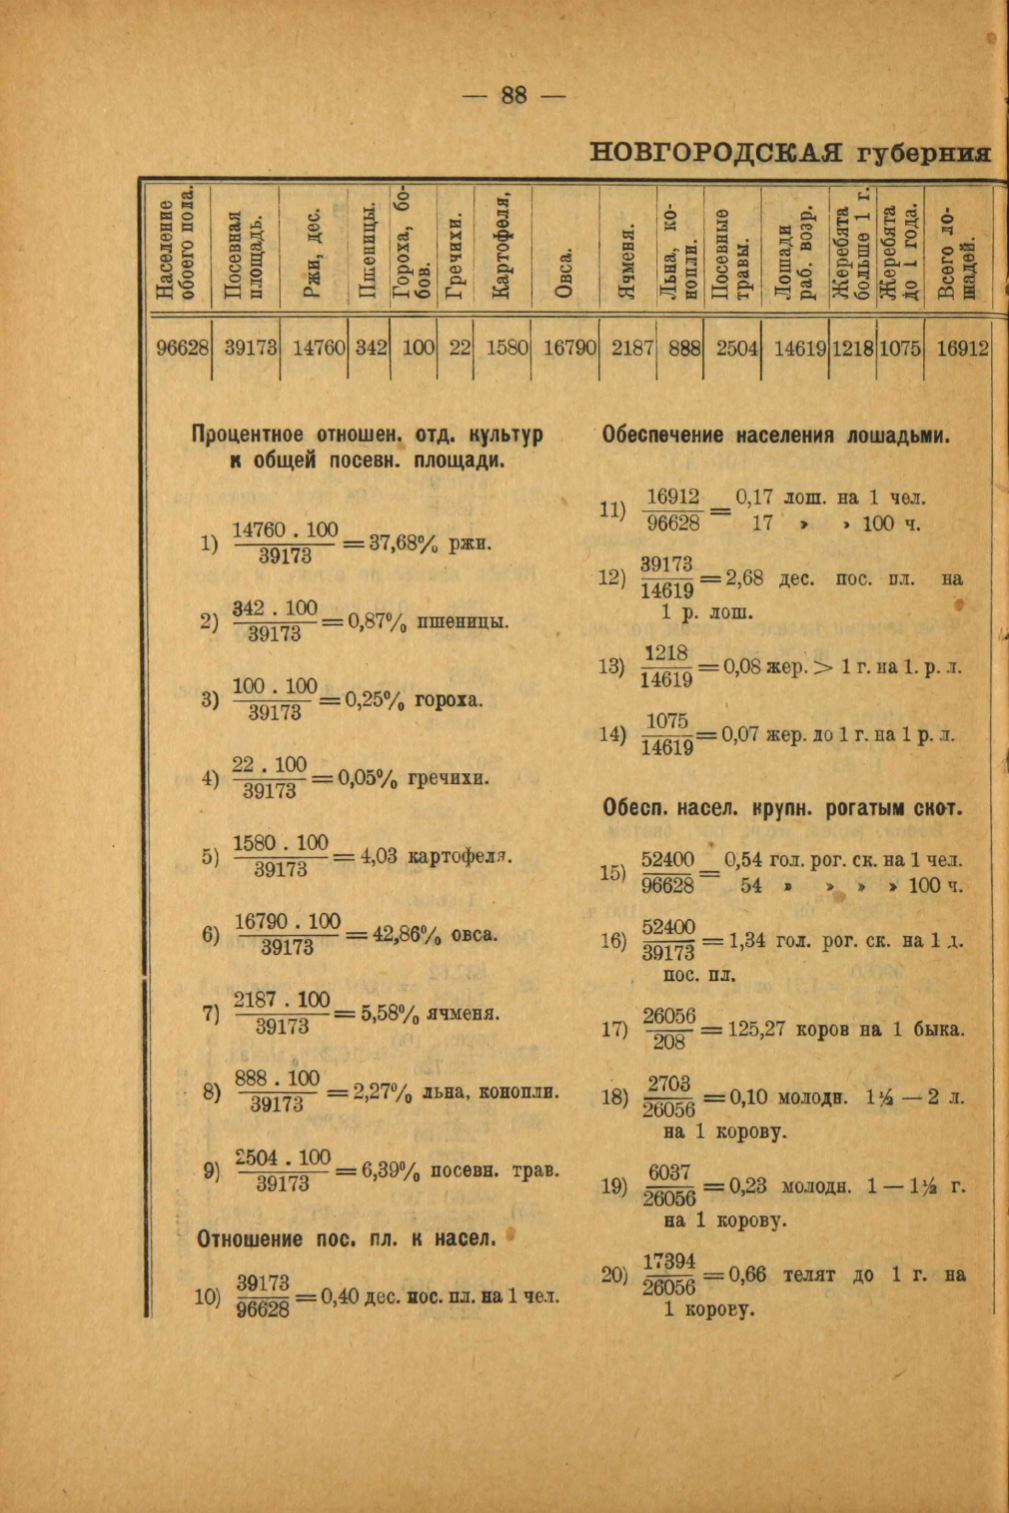 — 88 —
НОВГОРОДСКАЯ губерния
Население обоего пола.
Посевная площадь.
Ржи, дес.
Пшеницы.
Гороха, бобов.
Гречихи.
Картофеля,
Овса.
Ячменя.
Льна, конопли.
Посевные травы.
Лошади раб. возр.
Жеребята больше 1 г.
Жеребята до 1 года.
Всего лошадей.
96628 39173 14760 342 100 22 1580 16790 2187 888 2504 14619 1218 1075 16912
Процентное отношен. отд. культур
к общей посевн. площади.
1) 14760 . 100 / 39173 = 37,68% ржи.
2) 342 . 100 / 39173 = 0,87% пшеницы.
3) 100 . 100 / 39173 = 0,25% гороха.
4) 22 . 100 / 39173 = 0,05% гречихи.
5) 1580 . 100 / 39173 = 4,03 картофеля.
6) 16790 . 100 / 39173 = 42,86% овса.
7) 2187 . 100 / 39173 = 5,58% ячменя.
8) 888 . 100 / 39173 = 2,27% льна, конопли.
9) 2504 . 100 / 39173 = 6,39% посевн. трав.
Отношение пос. пл. к насел.
10) 39173 / 96628 = 0,40 дес. пос. пл. на 1 чел.
Обеспечение населения лошадьми.
11) 16912 / 96628 = 0,17 лош. на 1 чел.
17 » » 100 ч.
12) 39173 / 14619 = 2,68 дес. пос. пл. на
1 р. лош.
13) 1218 / 14619 = 0,08 жер. > 1 г. на 1. р. л.
14) 1075 / 14619 = 0,07 жер. до 1 г. на 1 р. л.
Обесп. насел. крупн. рогатым скот.
15) 52400 / 96628 = 0,54 гол. рог. ск. на 1 чел.
54 » » » » 100 ч.
16) 52400 / 39173 = 1,34 гол. рог. ск. на 1 д.
пос. пл.
17) 26056 / 208 = 125,27 коров на 1 быка.
18) 2703 / 26056 = 0,10 молодн. 1½ — 2 л.
на 1 корову.
19) 6037 / 26056 = 0,23 молодн. 1 — 1½ г.
на 1 корову.
20) 17394 / 26056 = 0,66 телят до 1 г. на
1 корову.